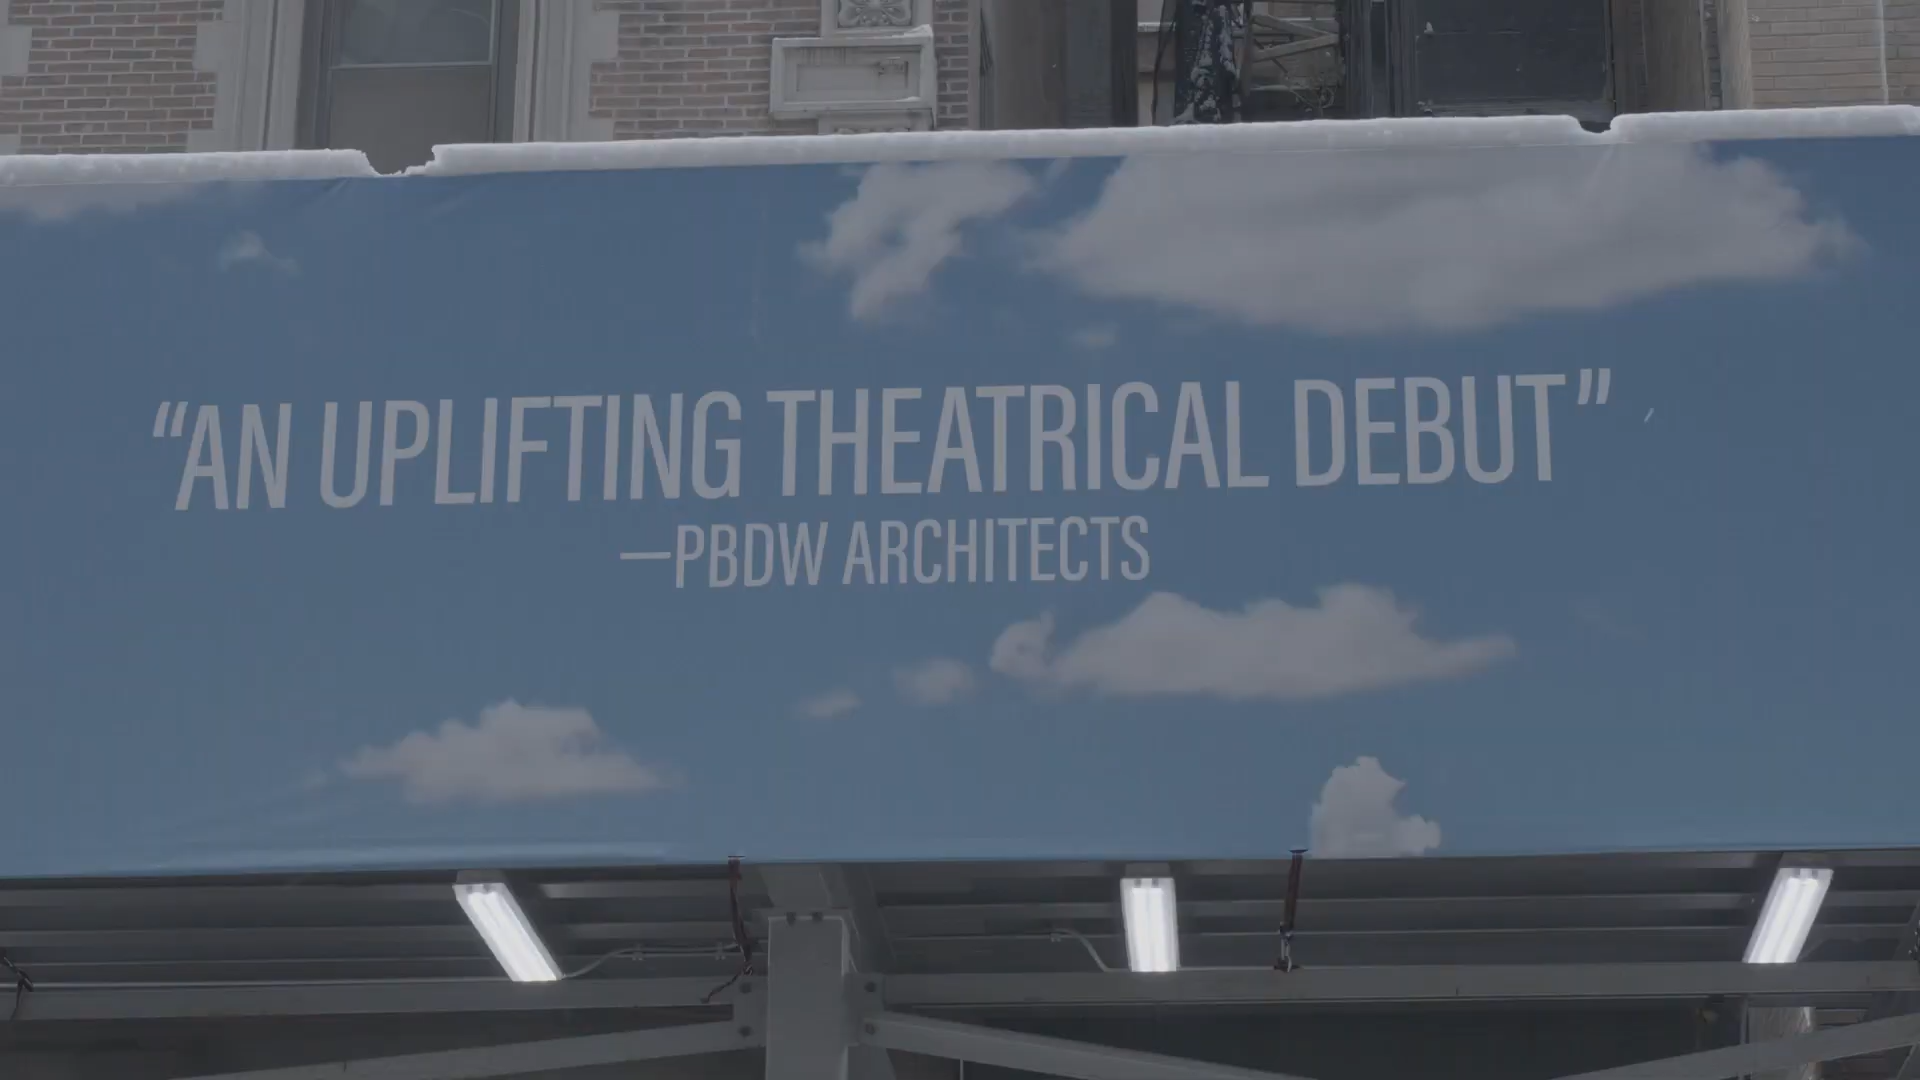 “AN UPLIFTING THEATRICAL DEBUT”
—PBDW ARCHITECTS